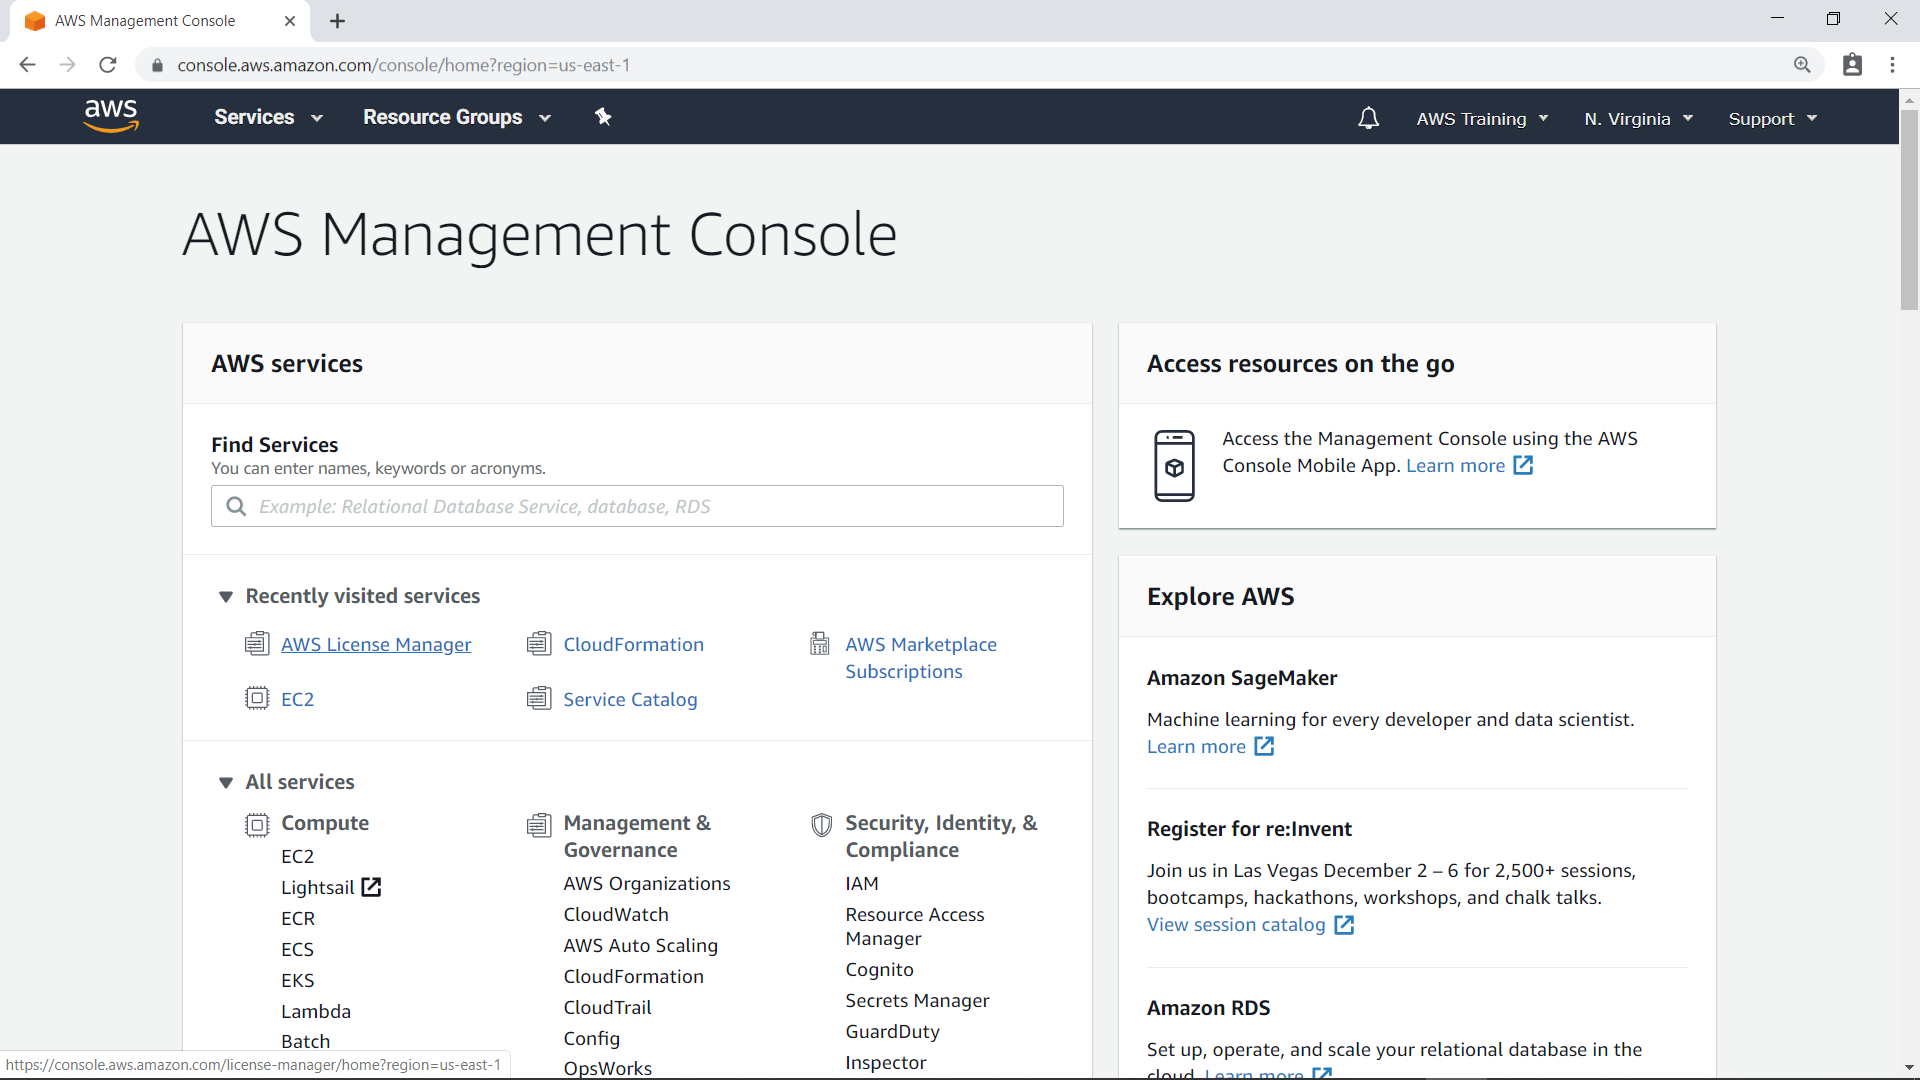 AWS Management Console
console.aws.amazon.com/console/home?region=us-east-1
aws
Services
Resource Groups
AWS Training
N. Virginia
Support
AWS Management Console
AWS services
Find Services
You can enter names, keywords or acronyms.
Example: Relational Database Service, database, RDS
Recently visited services
AWS License Manager
CloudFormation
AWS Marketplace
Subscriptions
EC2
Service Catalog
All services
Compute
EC2
Lightsail
ECR
ECS
EKS
Lambda
Batch
Management &
Governance
AWS Organizations
CloudWatch
AWS Auto Scaling
CloudFormation
CloudTrail
Config
OpsWorks
Security, Identity, &
Compliance
IAM
Resource Access
Manager
Cognito
Secrets Manager
GuardDuty
Inspector
Access resources on the go
Access the Management Console using the AWS
Console Mobile App. Learn more
Explore AWS
Amazon SageMaker
Machine learning for every developer and data scientist.
Learn more
Register for re:Invent
Join us in Las Vegas December 2 – 6 for 2,500+ sessions,
bootcamps, hackathons, workshops, and chalk talks.
View session catalog
Amazon RDS
Set up, operate, and scale your relational database in the
cloud. Learn more
https://console.aws.amazon.com/license-manager/home?region=us-east-1